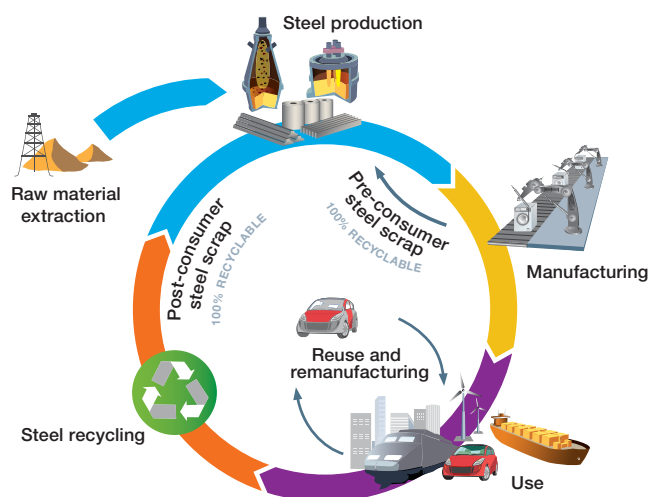 Steel production
Raw material
extraction
Pre-consumer
steel scrap
100% RECYCLABLE
Post-consumer
steel scrap
100% RECYCLABLE
Manufacturing
Reuse and
remanufacturing
Steel recycling
Use